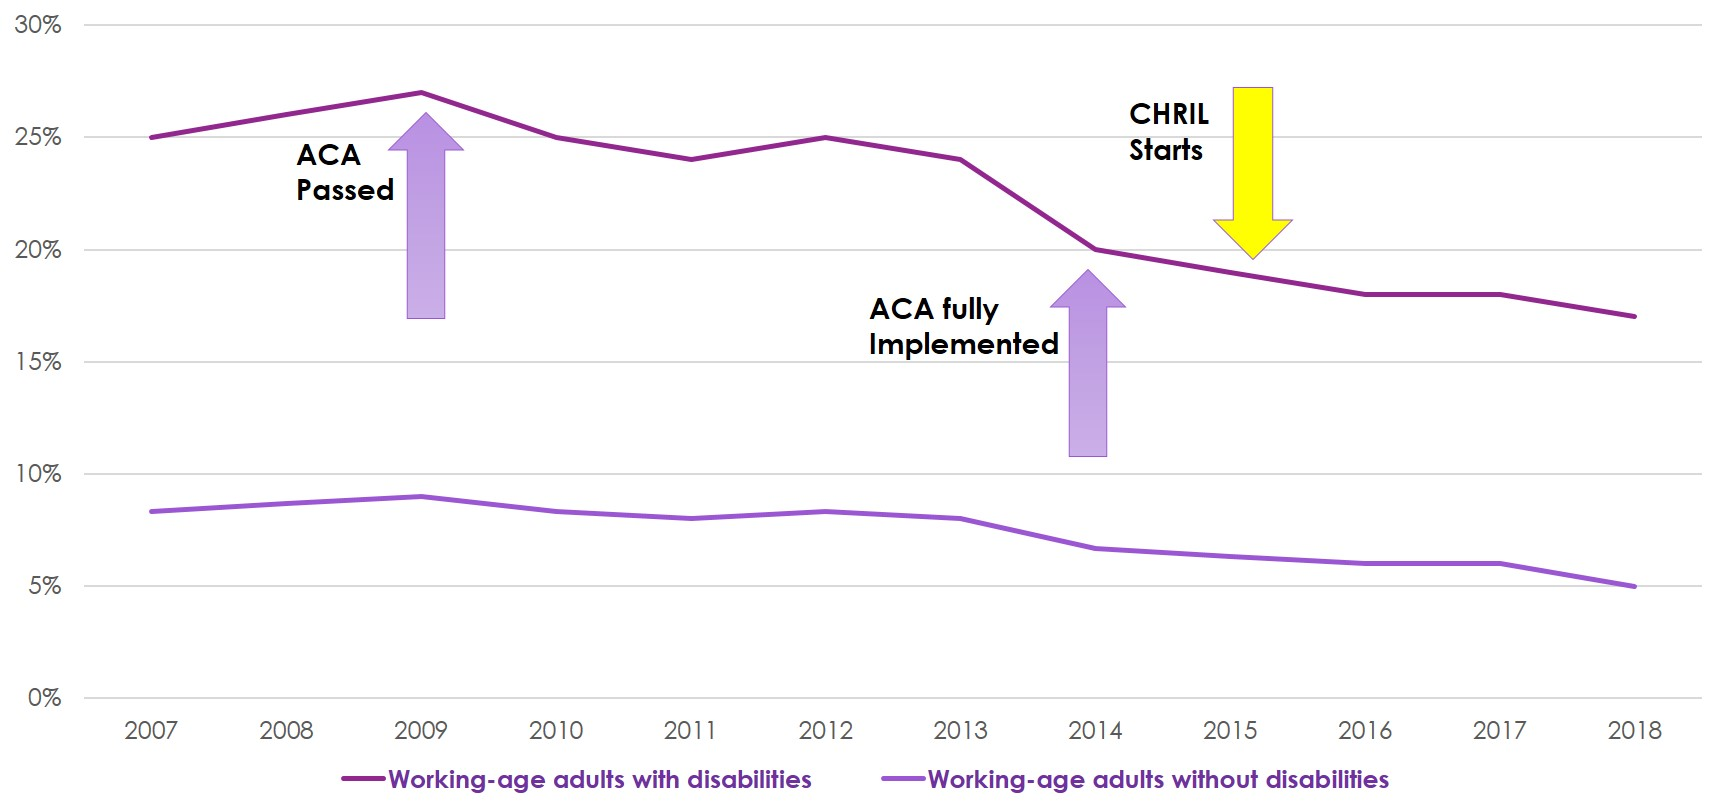 30%
25%
20%
15%
10%
5%
0%
ACA
Passed
ACA fully
Implemented
CHRIL
Starts
2007 2008 2009 2010 2011 2012 2013 2014 2015 2016 2017 2018
Working-age adults with disabilities Working-age adults without disabilities